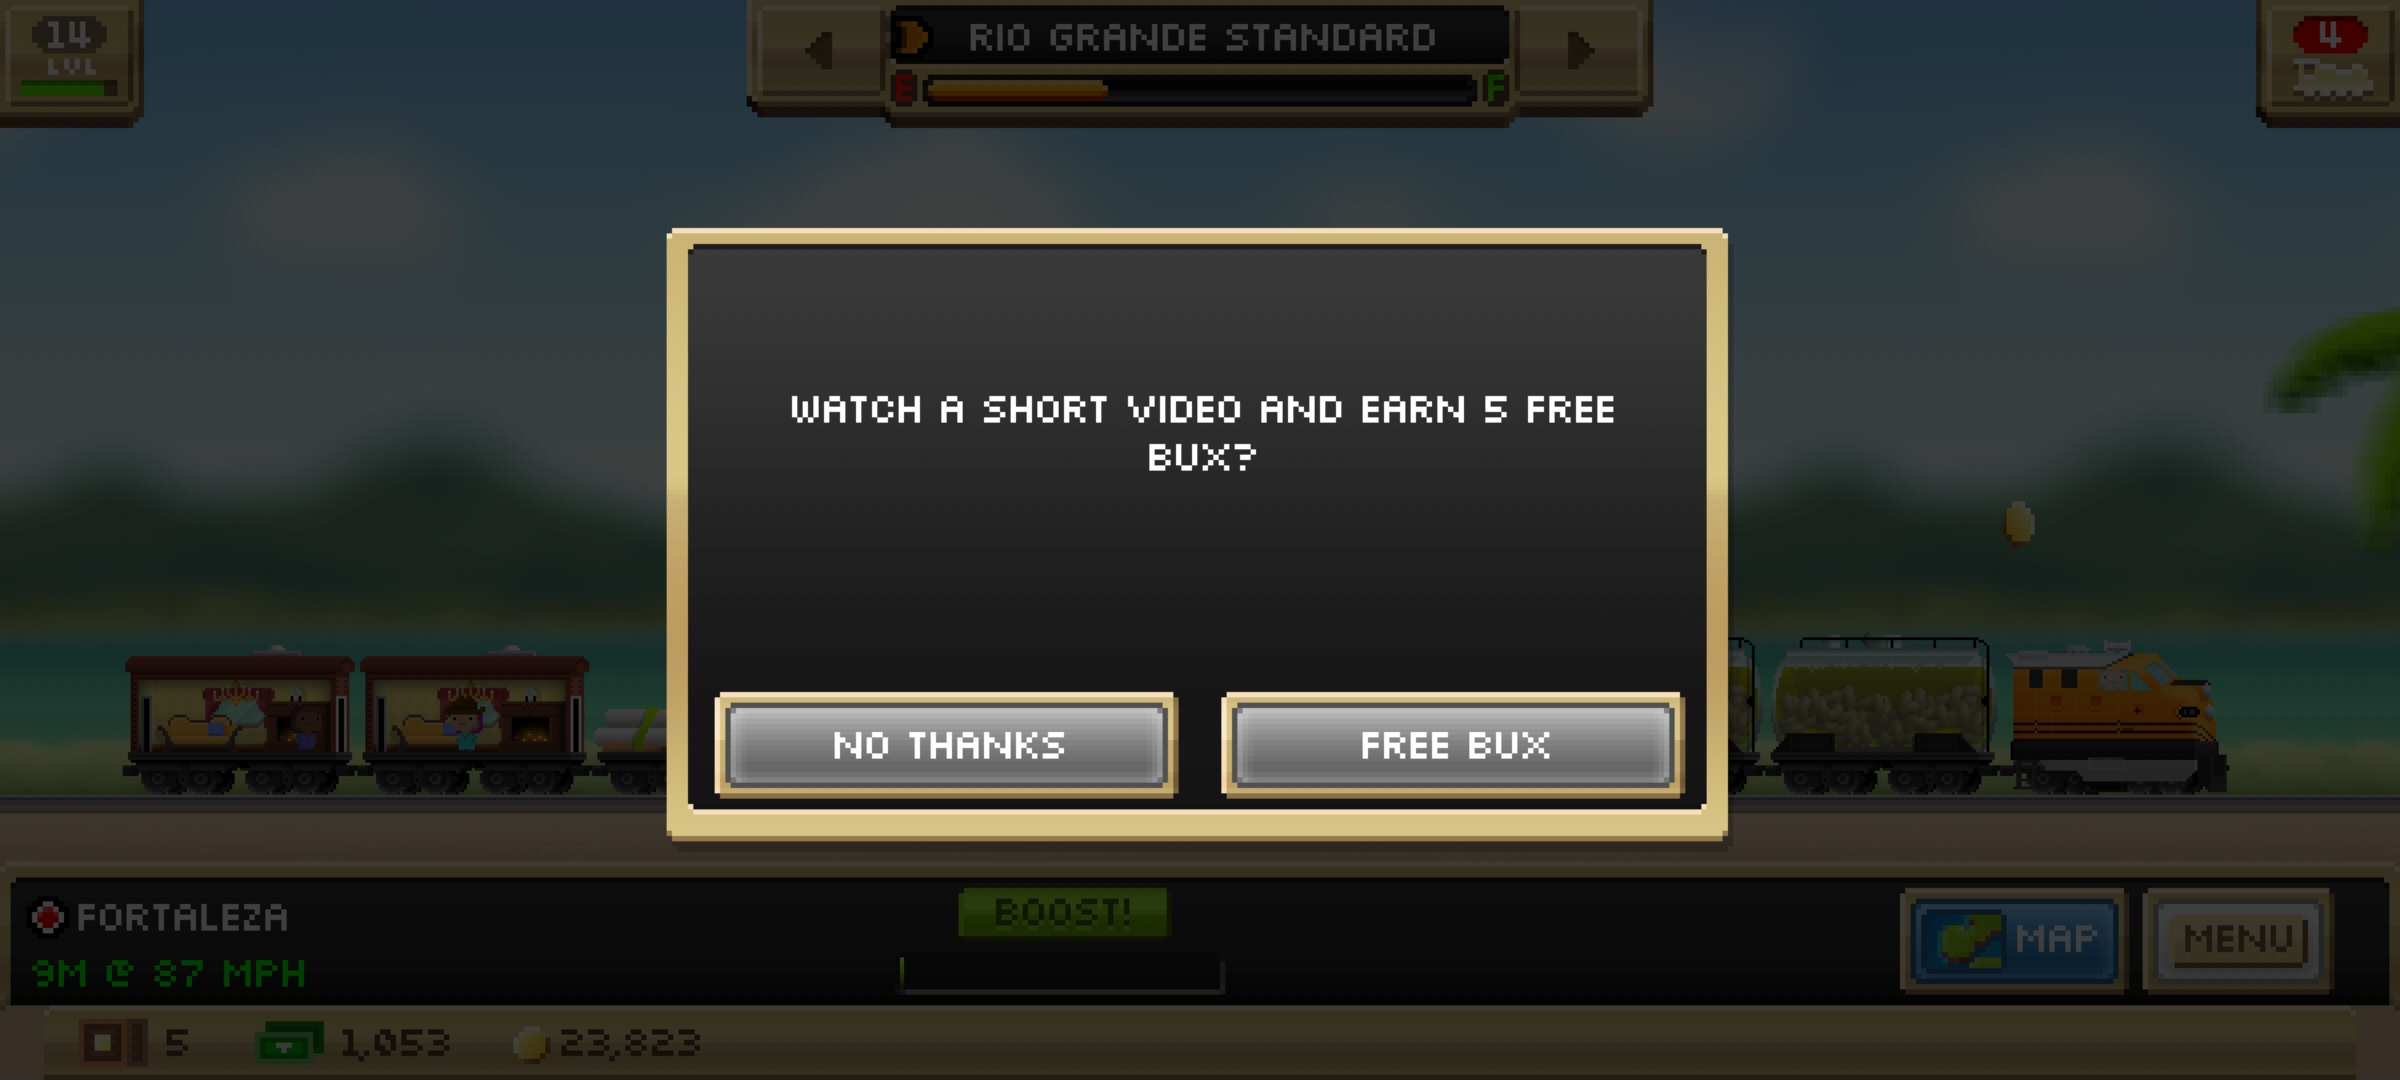 14
LVL
RIO GRANDE STANDARD
E
F
4
WATCH A SHORT VIDEO AND EARN 5 FREE
BUX?
NO THANKS
FREE BUX
FORTALEZA
9M @ 87 MPH
BOOST!
MAP
MENU
5
1,053
23,823